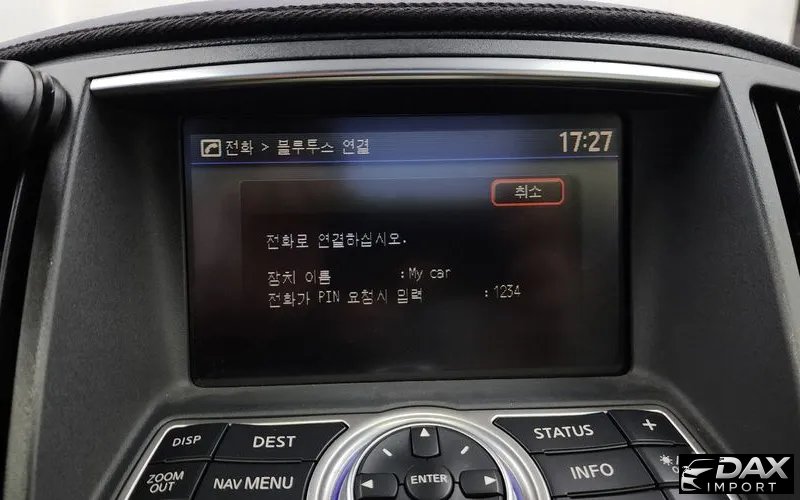 전화 > 블루투스 연결
17:27
취소
전화로 연결하십시오.
장치 이름 :My car
전화가 PIN 요청시 입력 :1234
DISP
DEST
STATUS
+
ZOOM OUT
NAV MENU
ENTER
INFO
DAX
IMPORT